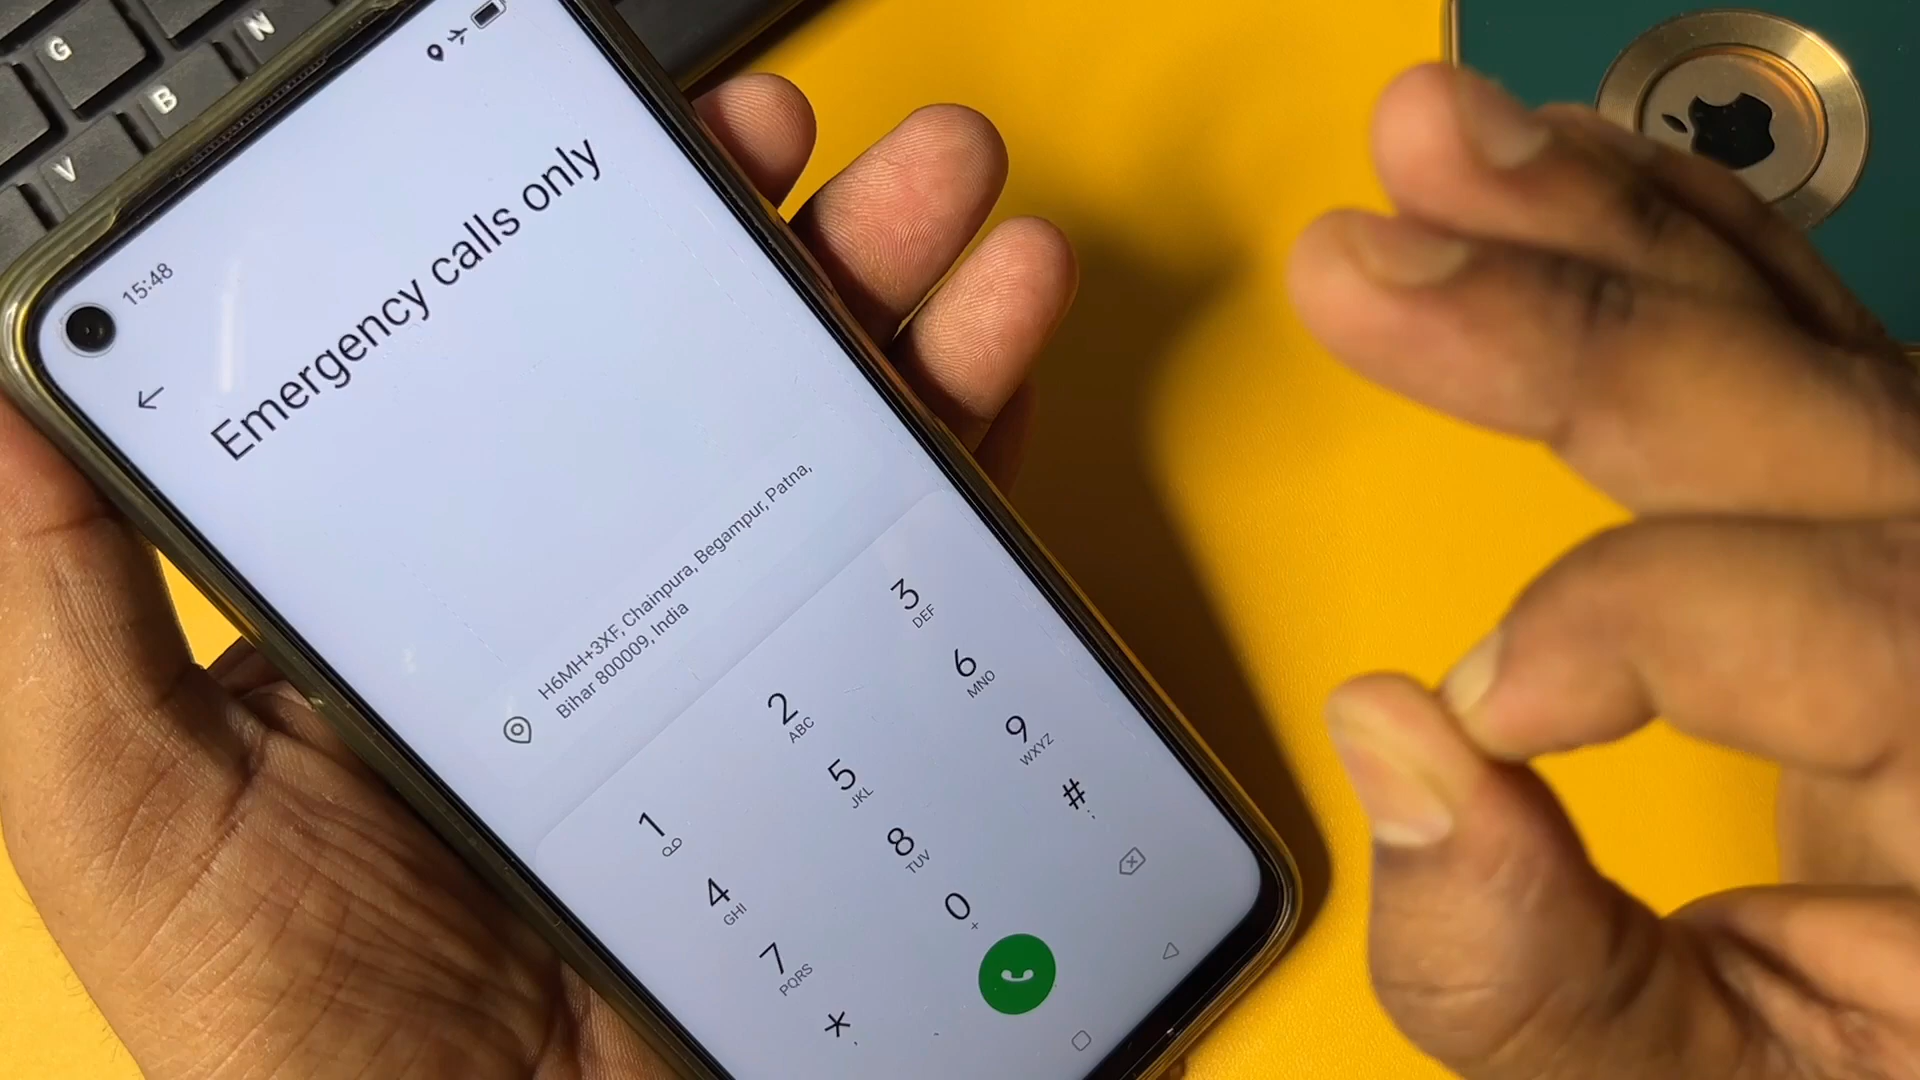 G
N
B
V
15:48
Emergency calls only
H6MH+3XF, Chainpura, Begampur, Patna,
Bihar 800009, India
1
2
ABC
3
DEF
4
GHI
5
JKL
6
MNO
7
PQRS
8
TUV
9
WXYZ
*
,
0
+
#
;